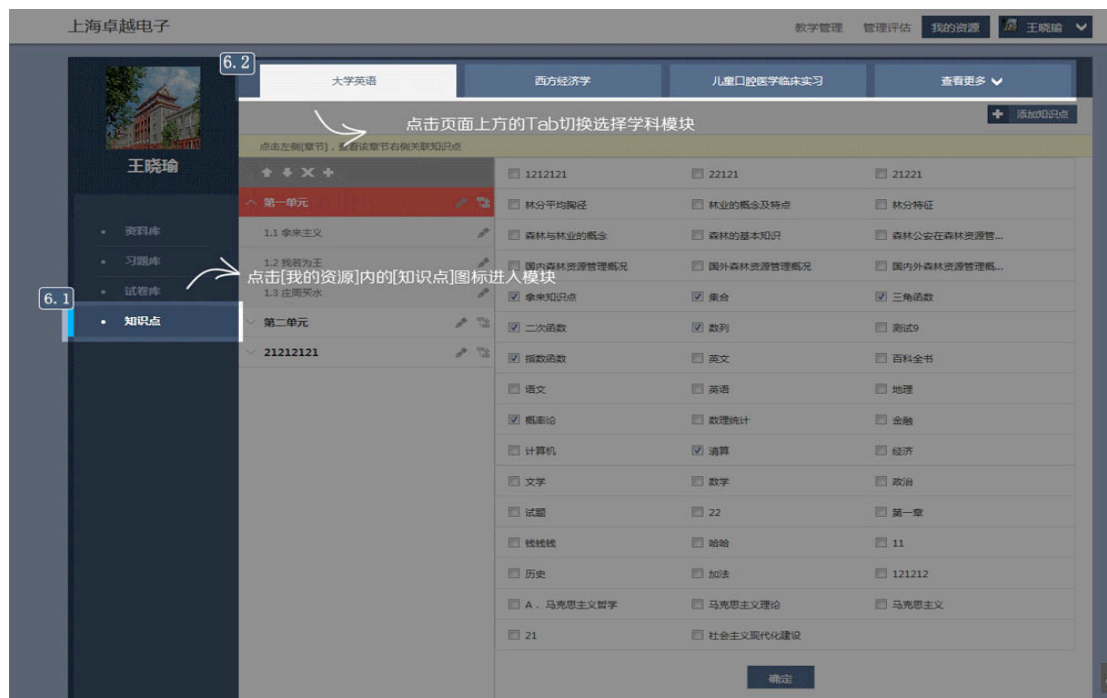 上海卓越电子
教学管理 管理评估 我的资源 王晓瑜
6.2
大学英语 西方经济学 儿童口腔医学临床实习 查看更多
点击页面上方的Tab切换选择学科模块
添加知识点
点击左侧[章节]，查看该章节右侧关联知识点
王晓瑜
资料库
习题库
试卷库
6.1
知识点
点击[我的资源]内的[知识点]图标进入模块
第一单元
1.1 拿来主义
1.2 我若为王
1.3 庄周买水
第二单元
21212121
1212121 22121 21221
林分平均胸径 林业的概念及特点 林分特征
森林与林业的概念 森林的基本知识 森林公安在森林资源管...
国内森林资源管理概况 国外森林资源管理概况 国内外森林资源管理概...
拿来知识点 集合 三角函数
二次函数 数列 测试9
指数函数 英文 百科全书
语文 英语 地理
概率论 数理统计 金融
计算机 清算 经济
文学 数学 政治
试题 22 第一章
钱钱钱 哈哈 11
历史 加法 121212
A．马克思主义哲学 马克思主义理论 马克思主义
21 社会主义现代化建设
确定